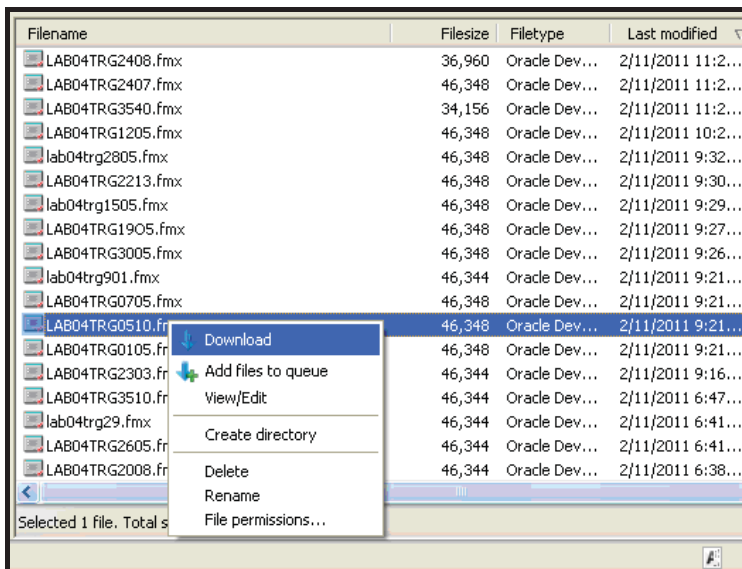 Filename Filesize Filetype Last modified
LAB04TRG2408.fmx 36,960 Oracle Dev... 2/11/2011 11:2...
LAB04TRG2407.fmx 46,348 Oracle Dev... 2/11/2011 11:2...
LAB04TRG3540.fmx 34,156 Oracle Dev... 2/11/2011 11:2...
LAB04TRG1205.fmx 46,348 Oracle Dev... 2/11/2011 10:2...
lab04trg2805.fmx 46,348 Oracle Dev... 2/11/2011 9:32...
LAB04TRG2213.fmx 46,348 Oracle Dev... 2/11/2011 9:30...
lab04trg1505.fmx 46,348 Oracle Dev... 2/11/2011 9:29...
LAB04TRG19O5.fmx 46,348 Oracle Dev... 2/11/2011 9:27...
LAB04TRG3005.fmx 46,348 Oracle Dev... 2/11/2011 9:26...
lab04trg901.fmx 46,344 Oracle Dev... 2/11/2011 9:21...
LAB04TRG0705.fmx 46,348 Oracle Dev... 2/11/2011 9:21...
LAB04TRG0510.fm 46,348 Oracle Dev... 2/11/2011 9:21...
LAB04TRG0105.fr 46,348 Oracle Dev... 2/11/2011 9:21...
LAB04TRG2303.fr 46,344 Oracle Dev... 2/11/2011 9:16...
LAB04TRG3510.fr 46,344 Oracle Dev... 2/11/2011 6:47...
lab04trg29.fmx 46,344 Oracle Dev... 2/11/2011 6:41...
LAB04TRG2605.fr 46,344 Oracle Dev... 2/11/2011 6:41...
LAB04TRG2008.fr 46,344 Oracle Dev... 2/11/2011 6:38...
Download
Add files to queue
View/Edit
Create directory
Delete
Rename
File permissions...
Selected 1 file. Total s